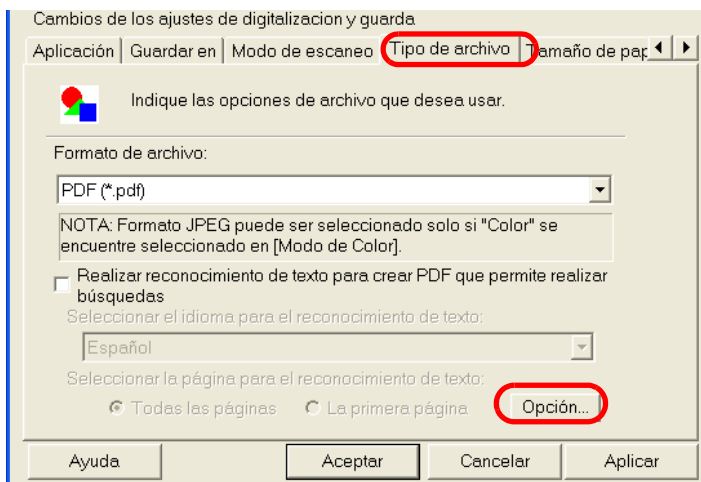 Cambios de los ajustes de digitalizacion y guarda
Aplicación Guardar en Modo de escaneo Tipo de archivo Tamaño de pap
Indique las opciones de archivo que desea usar.
Formato de archivo:
PDF (*.pdf)
NOTA: Formato JPEG puede ser seleccionado solo si "Color" se
encuentre seleccionado en [Modo de Color].
Realizar reconocimiento de texto para crear PDF que permite realizar
búsquedas
Seleccionar el idioma para el reconocimiento de texto:
Español
Seleccionar la página para el reconocimiento de texto:
Todas las páginas La primera página Opción...
Ayuda Aceptar Cancelar Aplicar